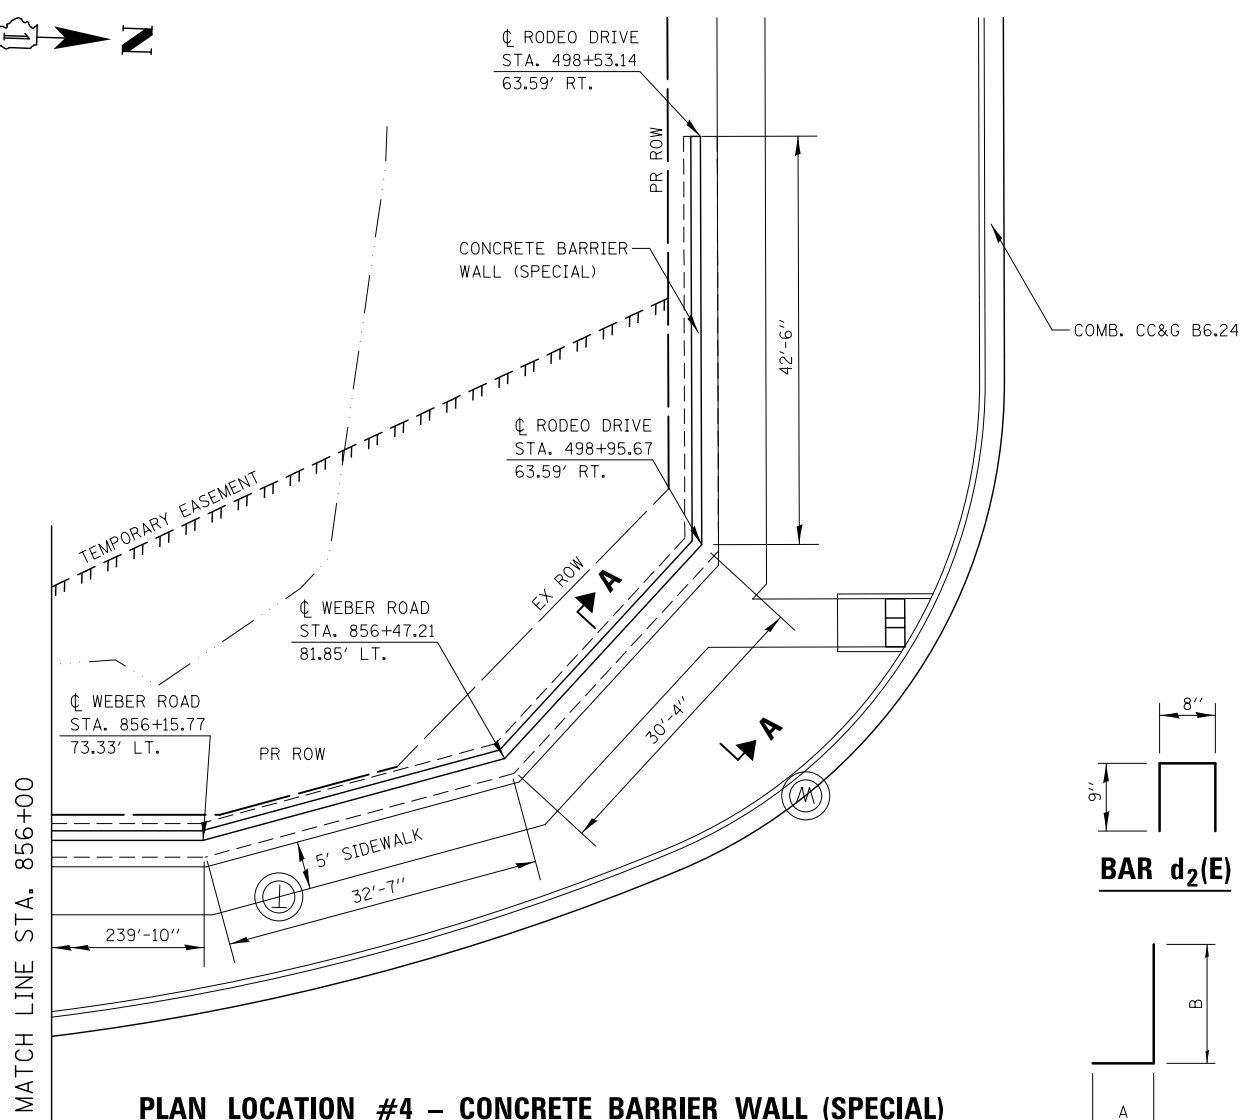 N
℄ RODEO DRIVE
STA. 498+53.14
63.59′ RT.
PR ROW
CONCRETE BARRIER
WALL (SPECIAL)
42′-6″
COMB. CC&G B6.24
℄ RODEO DRIVE
STA. 498+95.67
63.59′ RT.
TEMPORARY EASEMENT
EX ROW
A
℄ WEBER ROAD
STA. 856+47.21
81.85′ LT.
℄ WEBER ROAD
STA. 856+15.77
73.33′ LT.
PR ROW
30′-4″
A
8″
9″
BAR d2(E)
MATCH LINE STA. 856+00
5′ SIDEWALK
32′-7″
T
W
239′-10″
B
A
PLAN LOCATION #4 – CONCRETE BARRIER WALL (SPECIAL)